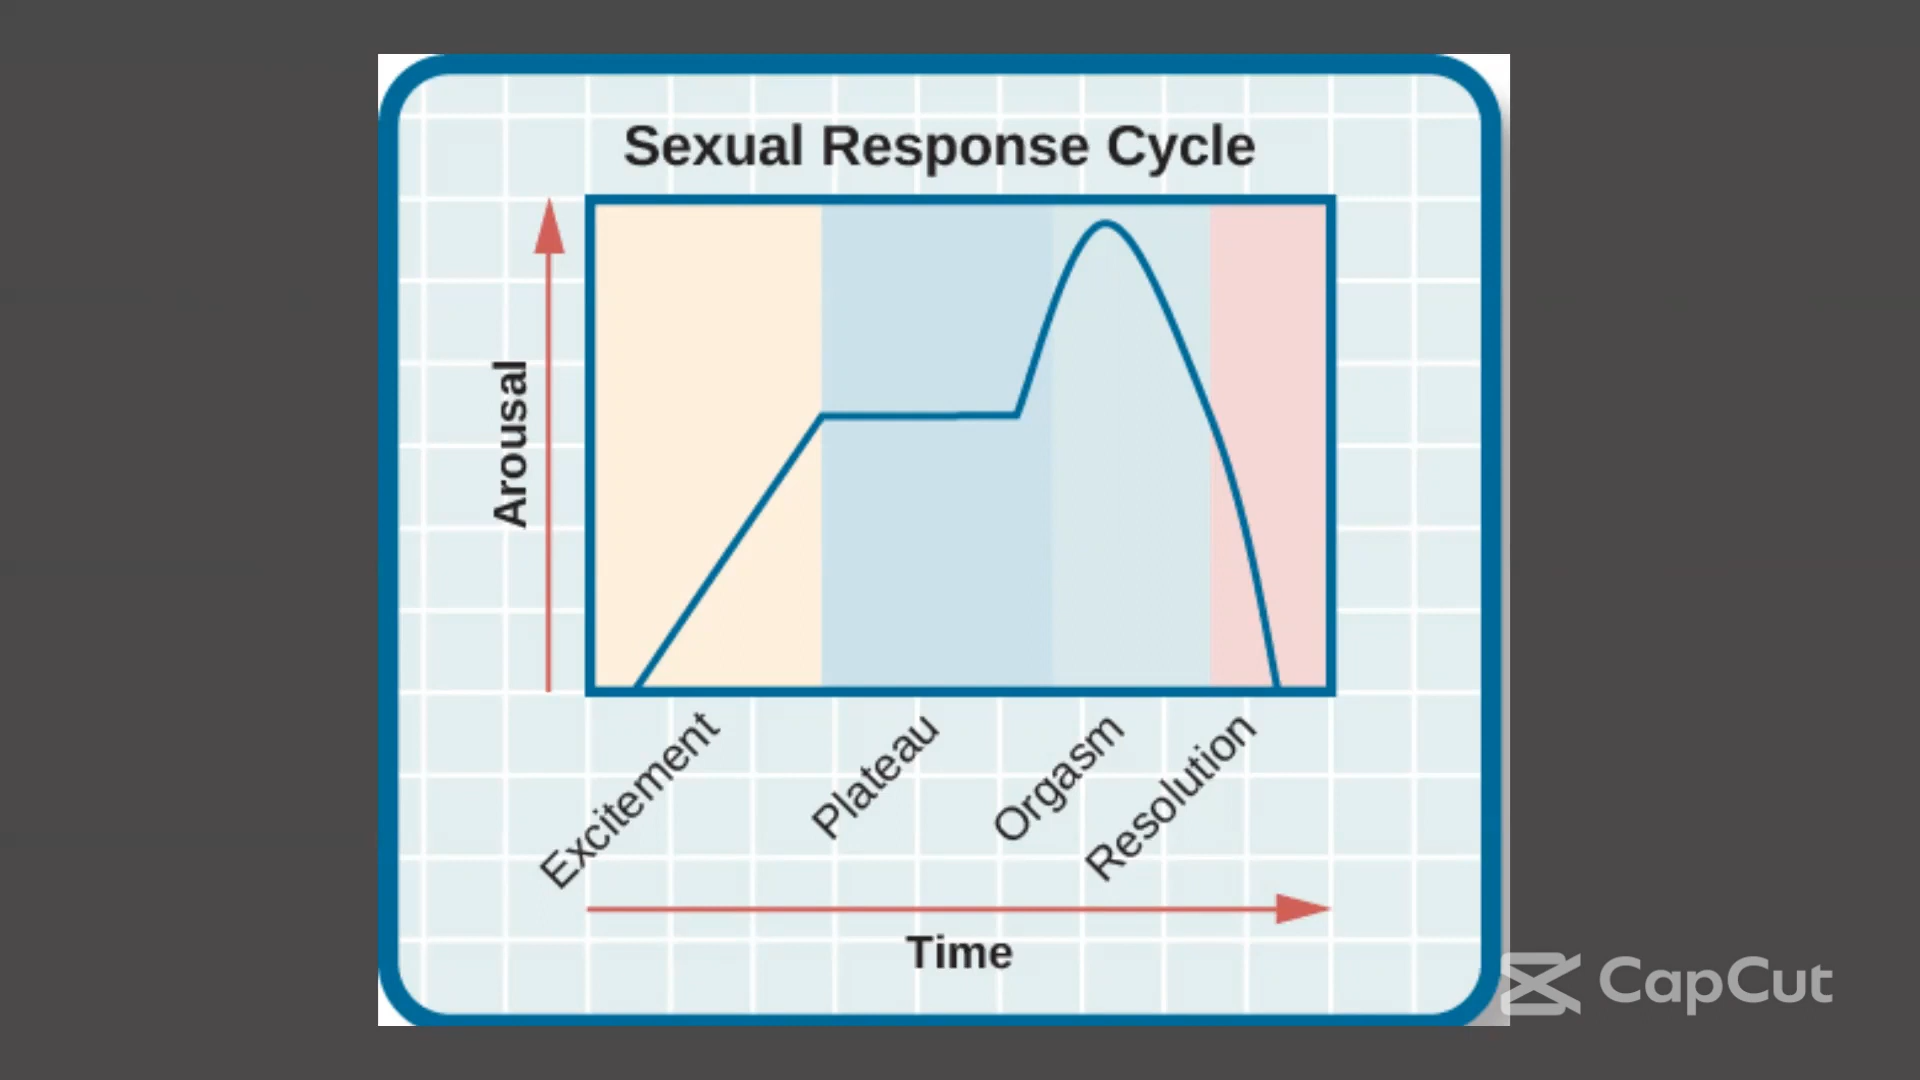 Sexual Response Cycle
Arousal
Excitement
Plateau
Orgasm
Resolution
Time
CapCut